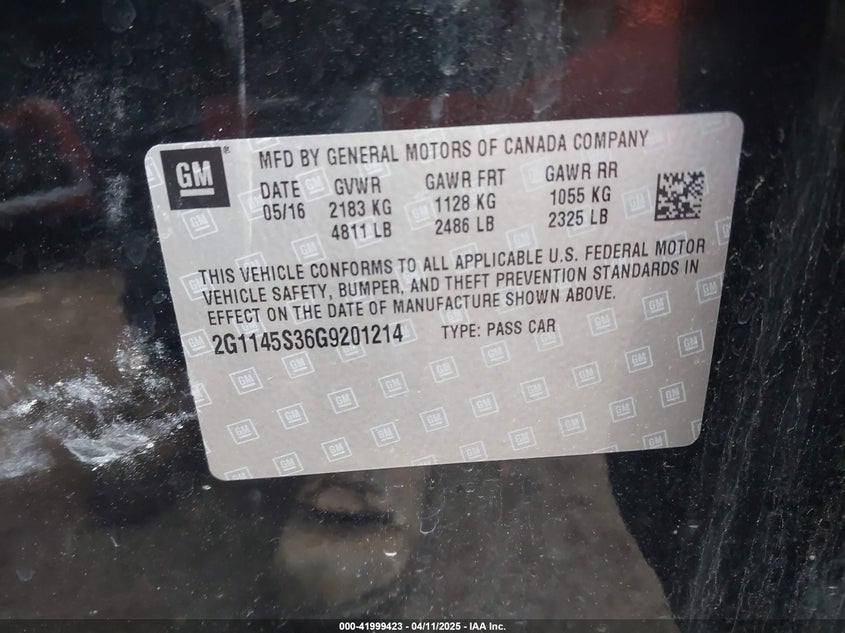 GM
MFD BY GENERAL MOTORS OF CANADA COMPANY
DATE GVWR GAWR FRT GAWR RR
05/16 2183 KG 1128 KG 1055 KG
4811 LB 2486 LB 2325 LB
THIS VEHICLE CONFORMS TO ALL APPLICABLE U.S. FEDERAL MOTOR
VEHICLE SAFETY, BUMPER, AND THEFT PREVENTION STANDARDS IN
EFFECT ON THE DATE OF MANUFACTURE SHOWN ABOVE.
2G1145S36G9201214 TYPE: PASS CAR
000-41999423 - 04/11/2025 - IAA Inc.